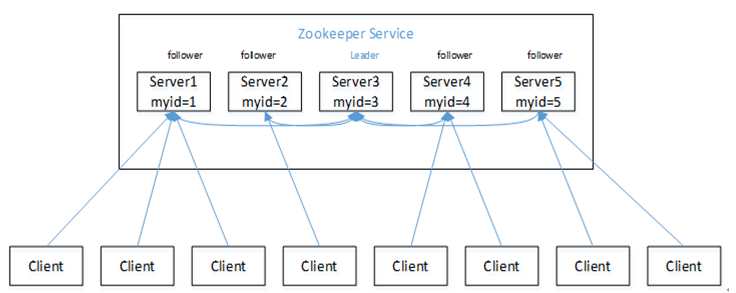 Zookeeper Service
follower follower Leader follower follower
Server1 Server2 Server3 Server4 Server5
myid=1 myid=2 myid=3 myid=4 myid=5
Client Client Client Client Client Client Client Client